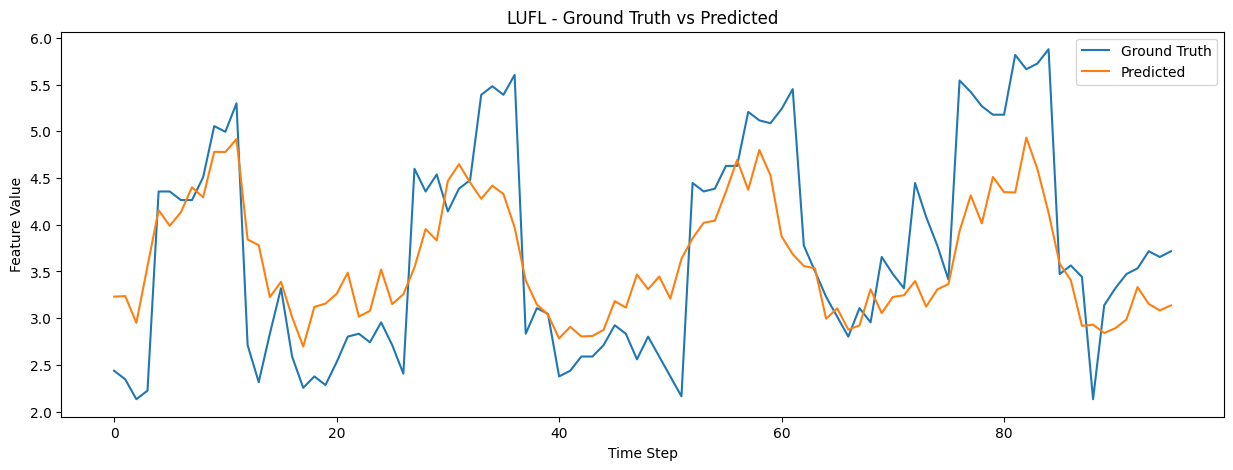 LUFL - Ground Truth vs Predicted
Ground Truth
Predicted
Feature Value
6.0
5.5
5.0
4.5
4.0
3.5
3.0
2.5
2.0
0 20 40 60 80
Time Step